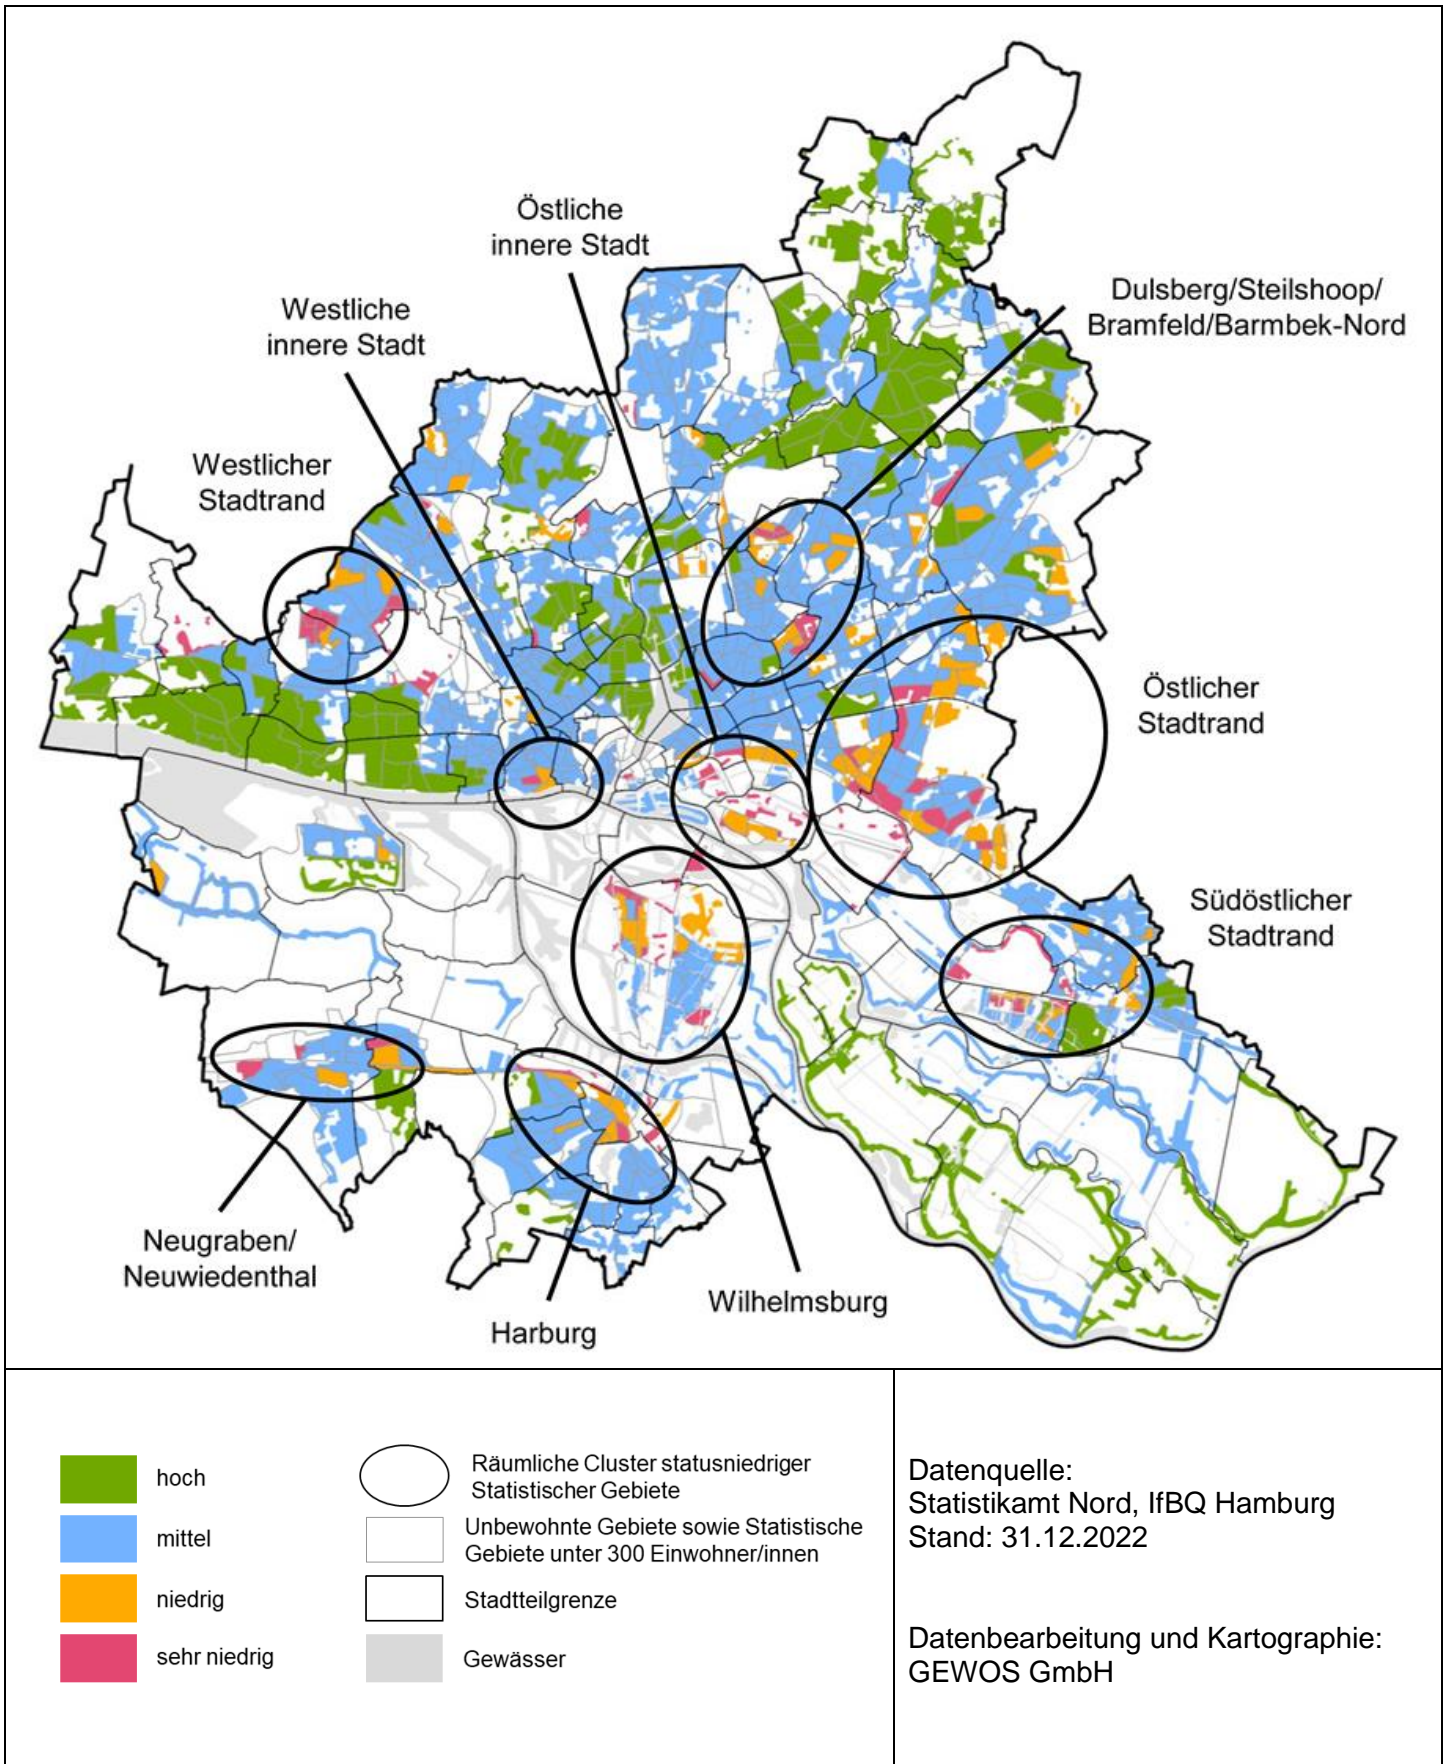 Östliche
innere Stadt
Westliche
innere Stadt
Dulsberg/Steilshoop/
Bramfeld/Barmbek-Nord
Westlicher
Stadtrand
Östlicher
Stadtrand
Südöstlicher
Stadtrand
Neugraben/
Neuwiedenthal
Harburg
Wilhelmsburg
hoch
mittel
niedrig
sehr niedrig
Räumliche Cluster statusniedriger
Statistischer Gebiete
Unbewohnte Gebiete sowie Statistische
Gebiete unter 300 Einwohner/innen
Stadtteilgrenze
Gewässer
Datenquelle:
Statistikamt Nord, IfBQ Hamburg
Stand: 31.12.2022
Datenbearbeitung und Kartographie:
GEWOS GmbH